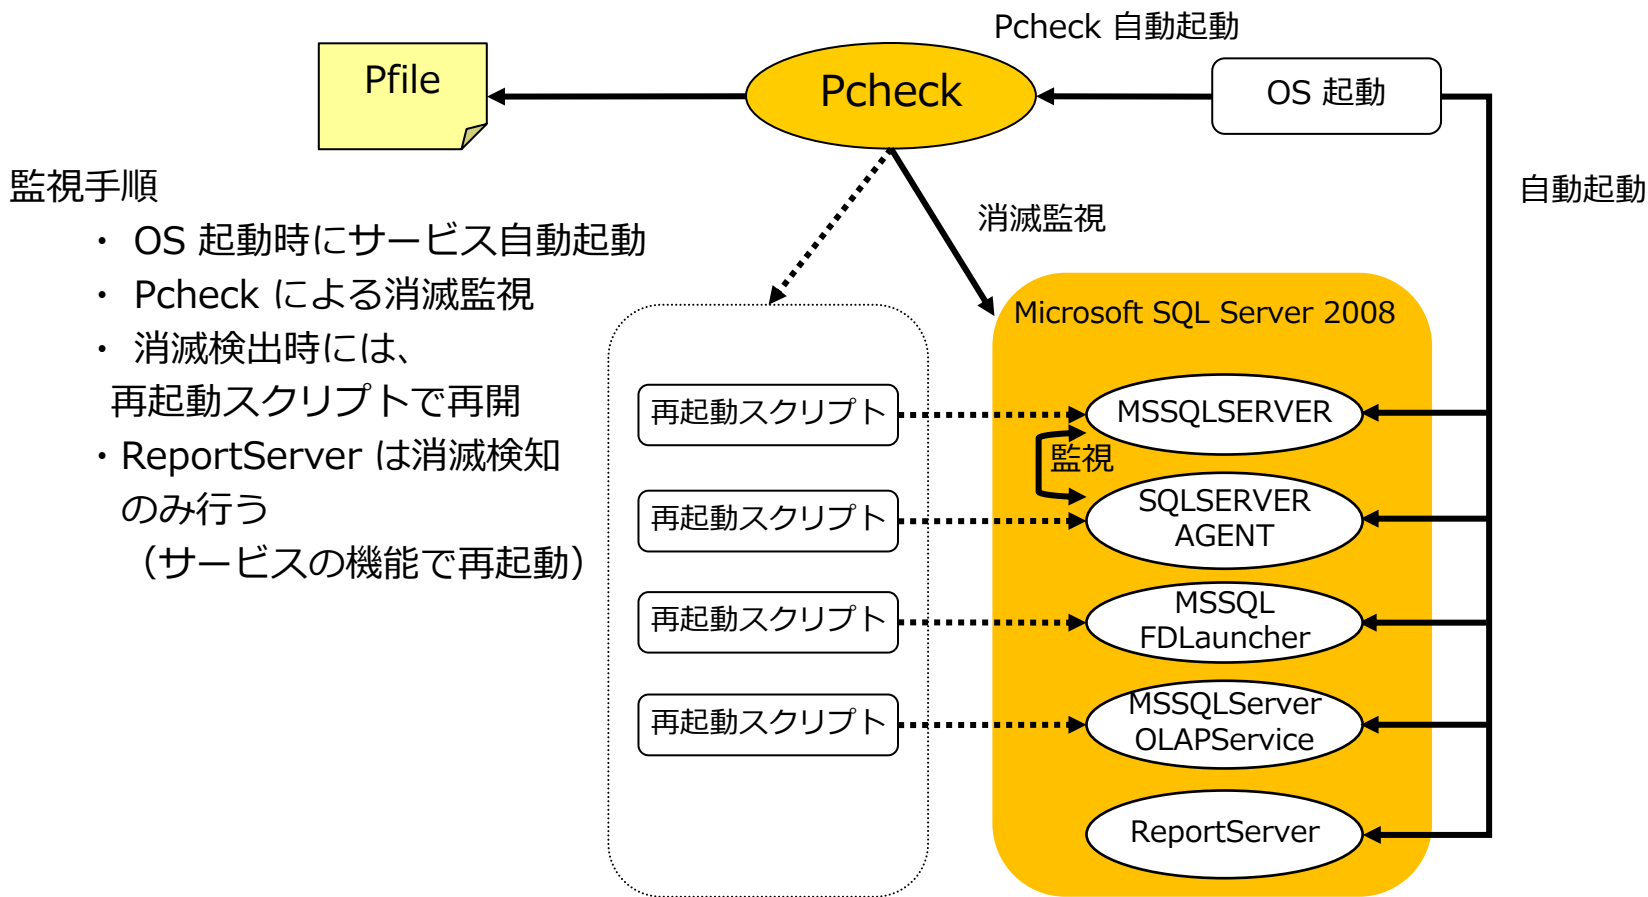 Pcheck 自動起動
Pfile
Pcheck
OS 起動
監視手順
・ OS 起動時にサービス自動起動
・ Pcheck による消滅監視
・ 消滅検出時には、
再起動スクリプトで再開
・ReportServer は消滅検知
のみ行う
（サービスの機能で再起動）
消滅監視
自動起動
Microsoft SQL Server 2008
再起動スクリプト
MSSQLSERVER
監視
再起動スクリプト
SQLSERVER
AGENT
再起動スクリプト
MSSQL
FDLauncher
再起動スクリプト
MSSQLServer
OLAPService
ReportServer